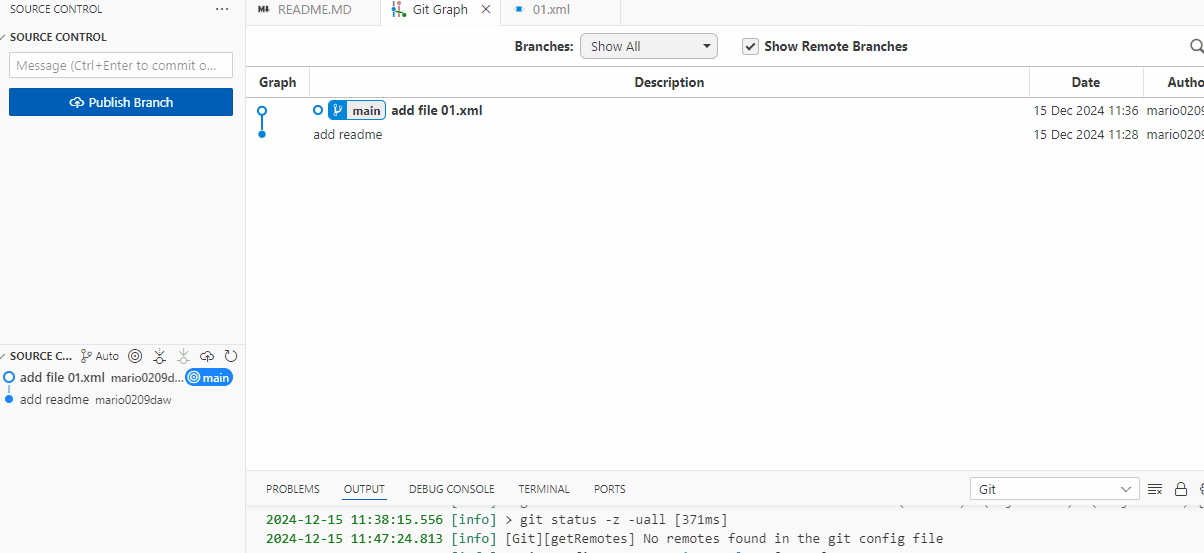 SOURCE CONTROL ···
README.MD Git Graph 01.xml
SOURCE CONTROL
Message (Ctrl+Enter to commit o...
Publish Branch
Branches: Show All Show Remote Branches
Graph Description Date Autho
main add file 01.xml 15 Dec 2024 11:36 mario0209
add readme 15 Dec 2024 11:28 mario0209
SOURCE C... Auto
add file 01.xml mario0209d... main
add readme mario0209daw
PROBLEMS OUTPUT DEBUG CONSOLE TERMINAL PORTS Git
2024-12-15 11:38:15.556 [info] > git status -z -uall [371ms]
2024-12-15 11:47:24.813 [info] [Git][getRemotes] No remotes found in the git config file